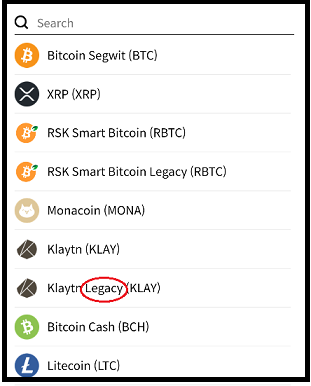 Search
Bitcoin Segwit (BTC)
XRP (XRP)
RSK Smart Bitcoin (RBTC)
RSK Smart Bitcoin Legacy (RBTC)
Monacoin (MONA)
Klaytn (KLAY)
Klaytn Legacy (KLAY)
Bitcoin Cash (BCH)
Litecoin (LTC)